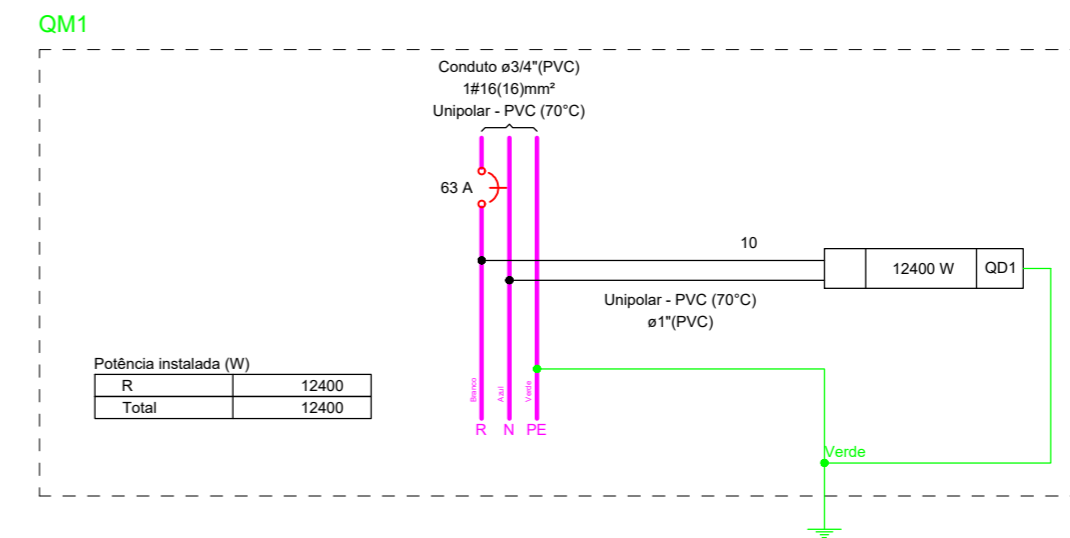 QM1
Conduto ø3/4"(PVC)
1#16(16)mm²
Unipolar - PVC (70°C)
63 A
10
12400 W QD1
Unipolar - PVC (70°C)
ø1"(PVC)
Potência instalada (W)
R 12400
Total 12400
Branco
Azul
Verde
R N PE
Verde